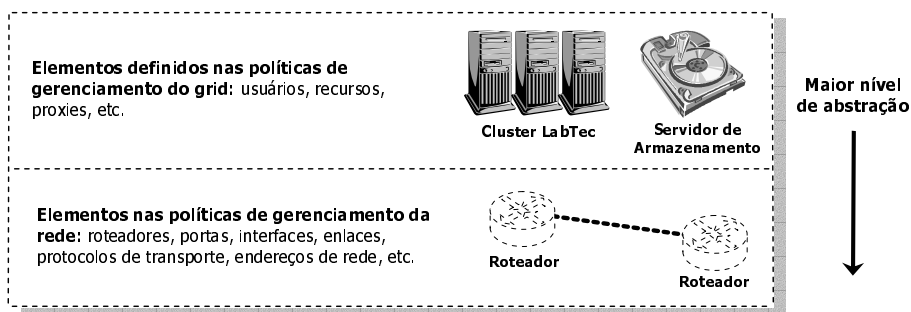 Elementos definidos nas políticas de
gerenciamento do grid: usuários, recursos,
proxies, etc.
Cluster LabTec
Servidor de
Armazenamento
Maior nível
de abstração
Elementos nas políticas de gerenciamento da
rede: roteadores, portas, interfaces, enlaces,
protocolos de transporte, endereços de rede, etc.
Roteador
Roteador